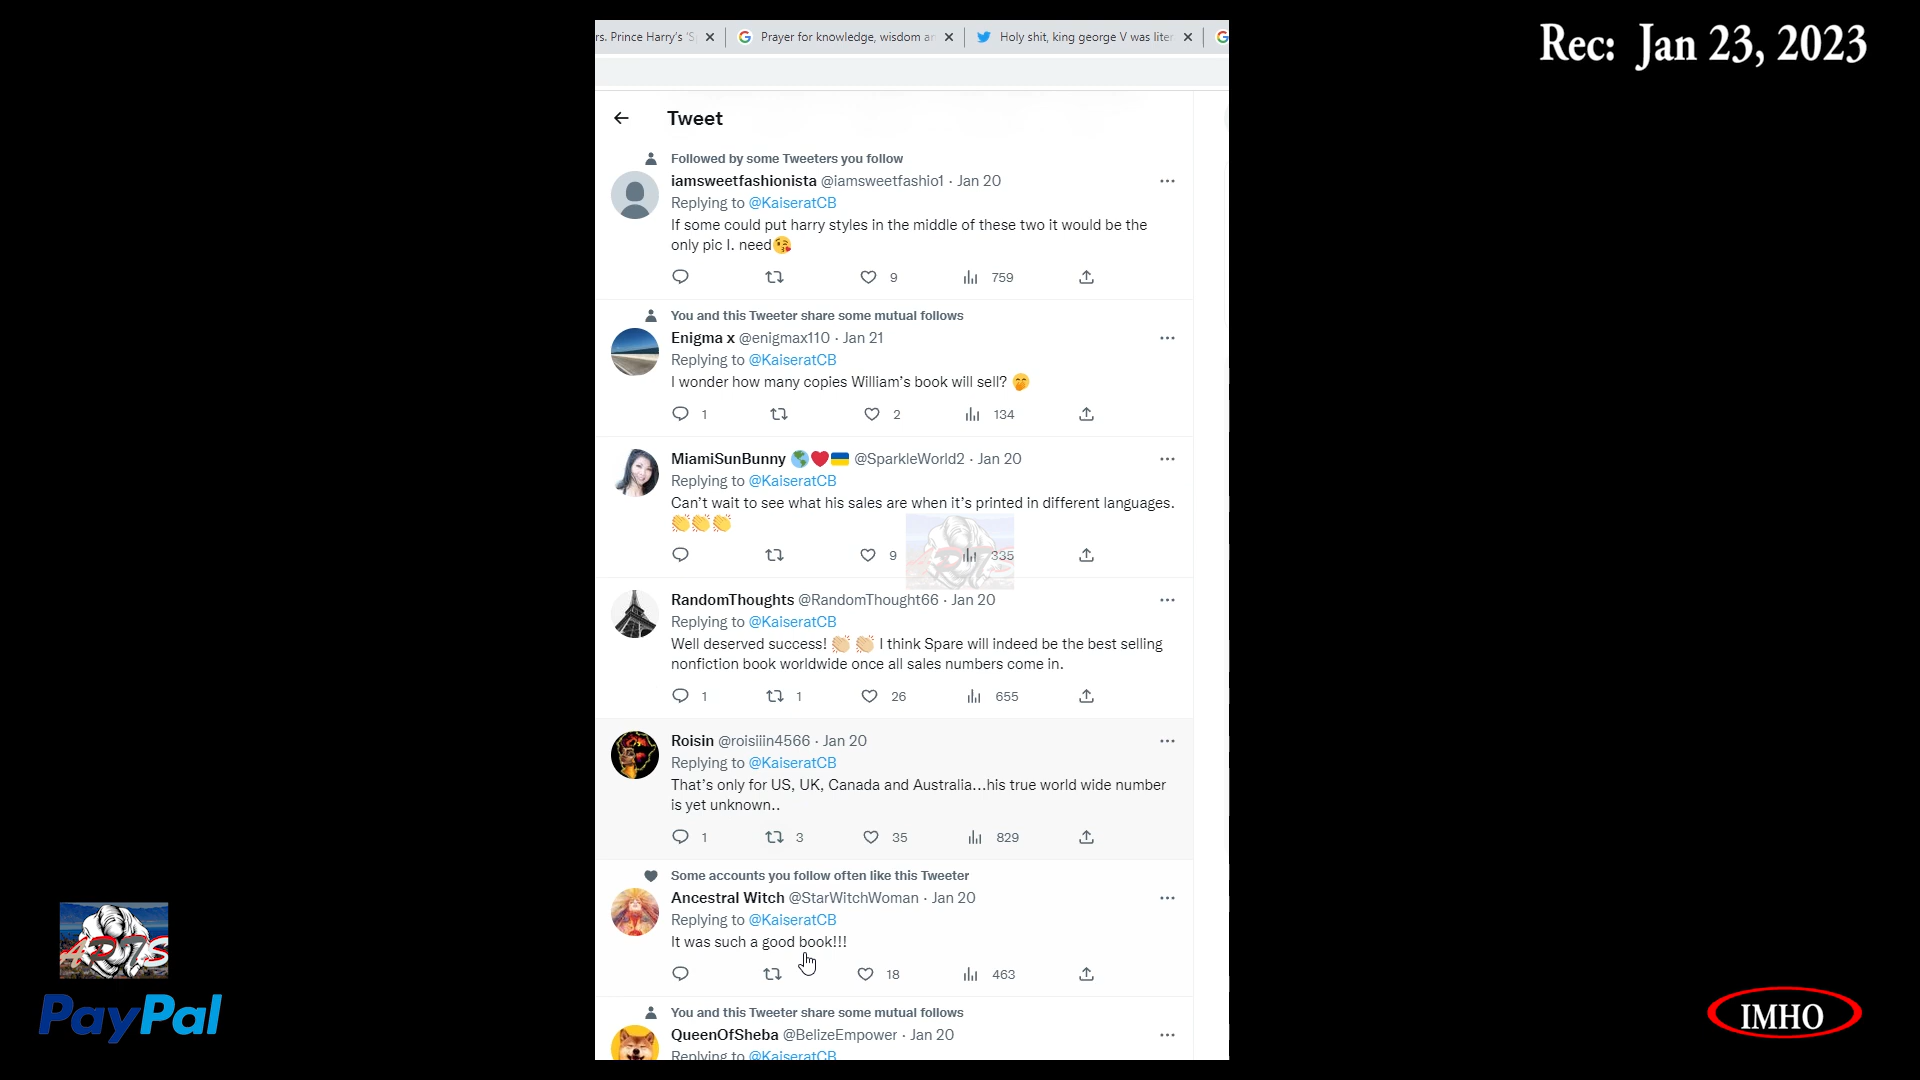 Rec: Jan 23, 2023
rs. Prince Harry's 'S
Prayer for knowledge, wisdom an
Holy shit, king george V was liter
Tweet
Followed by some Tweeters you follow
iamsweetfashionista @iamsweetfashio1 · Jan 20
Replying to @KaiseratCB
If some could put harry styles in the middle of these two it would be the
only pic I. need😘
9 759
You and this Tweeter share some mutual follows
Enigma x @enigmax110 · Jan 21
Replying to @KaiseratCB
I wonder how many copies William's book will sell? 🤭
1 2 134
MiamiSunBunny 🌎❤️🇺🇦 @SparkleWorld2 · Jan 20
Replying to @KaiseratCB
Can't wait to see what his sales are when it's printed in different languages.
👏👏👏
9 335
RandomThoughts @RandomThought66 · Jan 20
Replying to @KaiseratCB
Well deserved success! 👏🏼 👏🏼 I think Spare will indeed be the best selling
nonfiction book worldwide once all sales numbers come in.
1 1 26 655
Roisin @roisiiin4566 · Jan 20
Replying to @KaiseratCB
That's only for US, UK, Canada and Australia...his true world wide number
is yet unknown..
1 3 35 829
Some accounts you follow often like this Tweeter
Ancestral Witch @StarWitchWoman · Jan 20
Replying to @KaiseratCB
It was such a good book!!!
18 463
You and this Tweeter share some mutual follows
QueenOfSheba @BelizeEmpower · Jan 20
Replying to @KaiseratCB
PayPal
IMHO